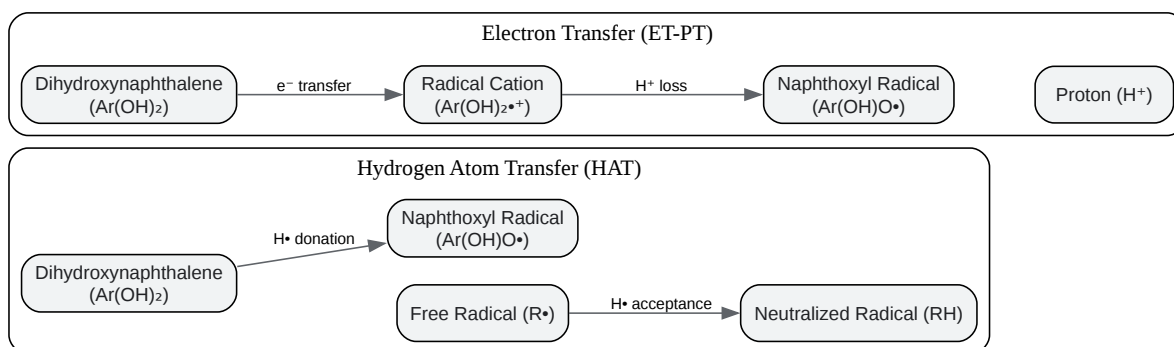 Electron Transfer (ET-PT)
Dihydroxynaphthalene
(Ar(OH)₂)
e⁻ transfer
Radical Cation
(Ar(OH)₂•⁺)
H⁺ loss
Naphthoxyl Radical
(Ar(OH)O•)
Proton (H⁺)
Hydrogen Atom Transfer (HAT)
Dihydroxynaphthalene
(Ar(OH)₂)
H• donation
Naphthoxyl Radical
(Ar(OH)O•)
Free Radical (R•)
H• acceptance
Neutralized Radical (RH)